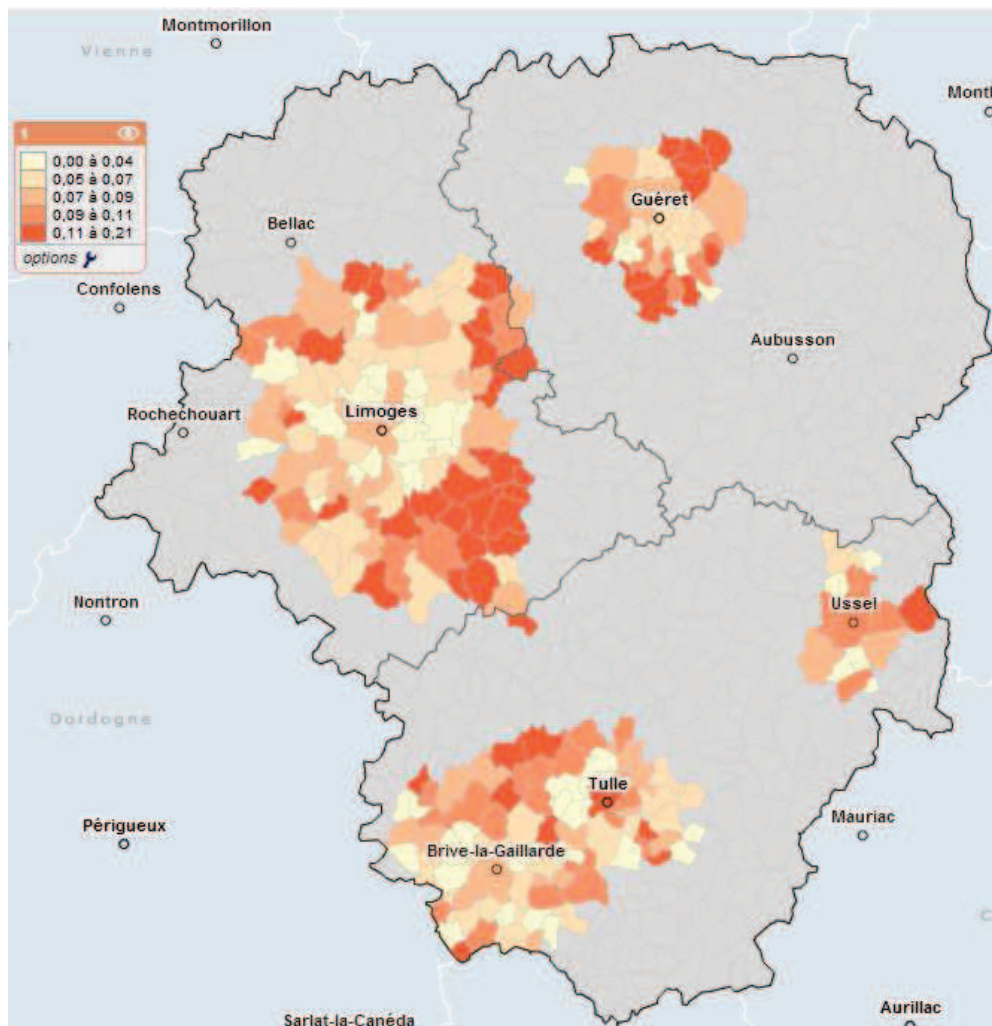 Montmorillon
Vienne
Montl
1
0,00 à 0,04
0,05 à 0,07
0,07 à 0,09
0,09 à 0,11
0,11 à 0,21
options
Guéret
Bellac
Confolens
Aubusson
Rochechouart
Limoges
Nontron
Ussel
Dordogne
Tulle
Périgueux
Mauriac
Brive-la-Gaillarde
C
Aurillac
Sarlat-la-Canéda